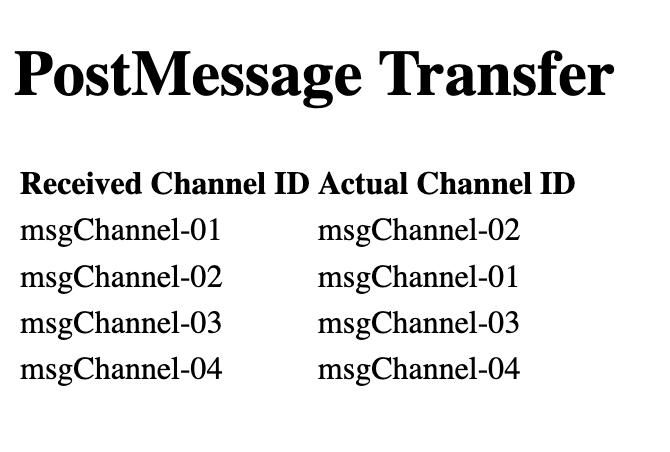 PostMessage Transfer
Received Channel ID Actual Channel ID
msgChannel-01 msgChannel-02
msgChannel-02 msgChannel-01
msgChannel-03 msgChannel-03
msgChannel-04 msgChannel-04